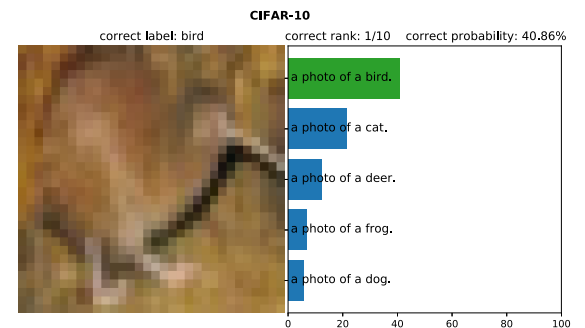 CIFAR-10
correct label: bird
correct rank: 1/10 correct probability: 40.86%
a photo of a bird.
a photo of a cat.
a photo of a deer.
a photo of a frog.
a photo of a dog.
0 20 40 60 80 100